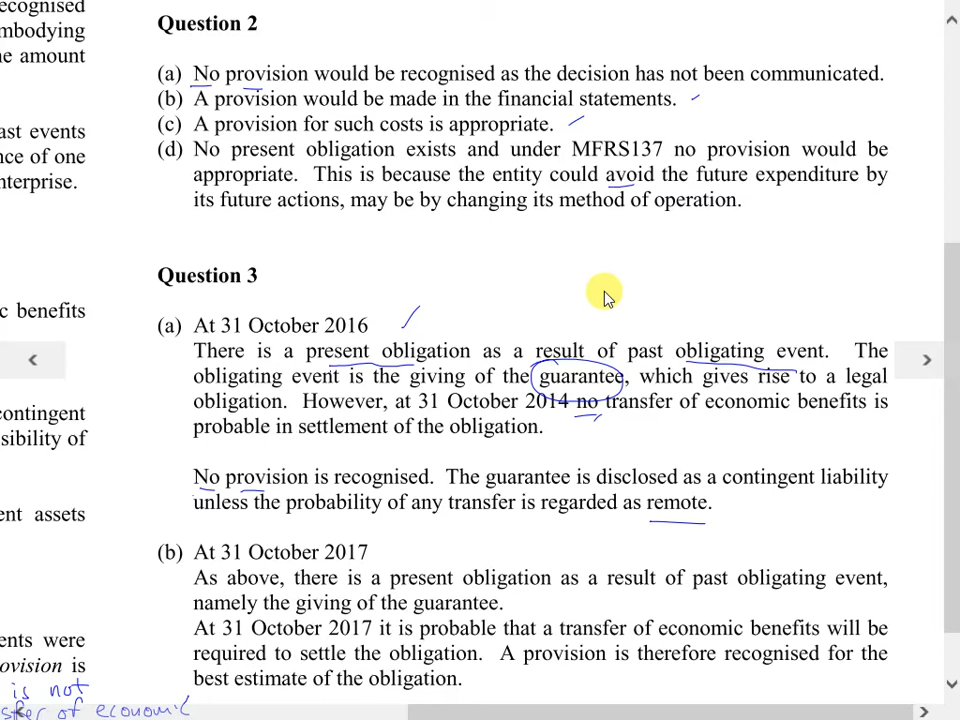 ecognised
mbodying
ne amount
ast events
nce of one
nterprise.
c benefits
contingent
sibility of
ent assets
ents were
ovision is
is not
sfer of economic
Question 2
(a) No provision would be recognised as the decision has not been communicated.
(b) A provision would be made in the financial statements.
(c) A provision for such costs is appropriate.
(d) No present obligation exists and under MFRS137 no provision would be
appropriate. This is because the entity could avoid the future expenditure by
its future actions, may be by changing its method of operation.
Question 3
(a) At 31 October 2016
There is a present obligation as a result of past obligating event. The
obligating event is the giving of the guarantee, which gives rise to a legal
obligation. However, at 31 October 2014 no transfer of economic benefits is
probable in settlement of the obligation.
No provision is recognised. The guarantee is disclosed as a contingent liability
unless the probability of any transfer is regarded as remote.
(b) At 31 October 2017
As above, there is a present obligation as a result of past obligating event,
namely the giving of the guarantee.
At 31 October 2017 it is probable that a transfer of economic benefits will be
required to settle the obligation. A provision is therefore recognised for the
best estimate of the obligation.